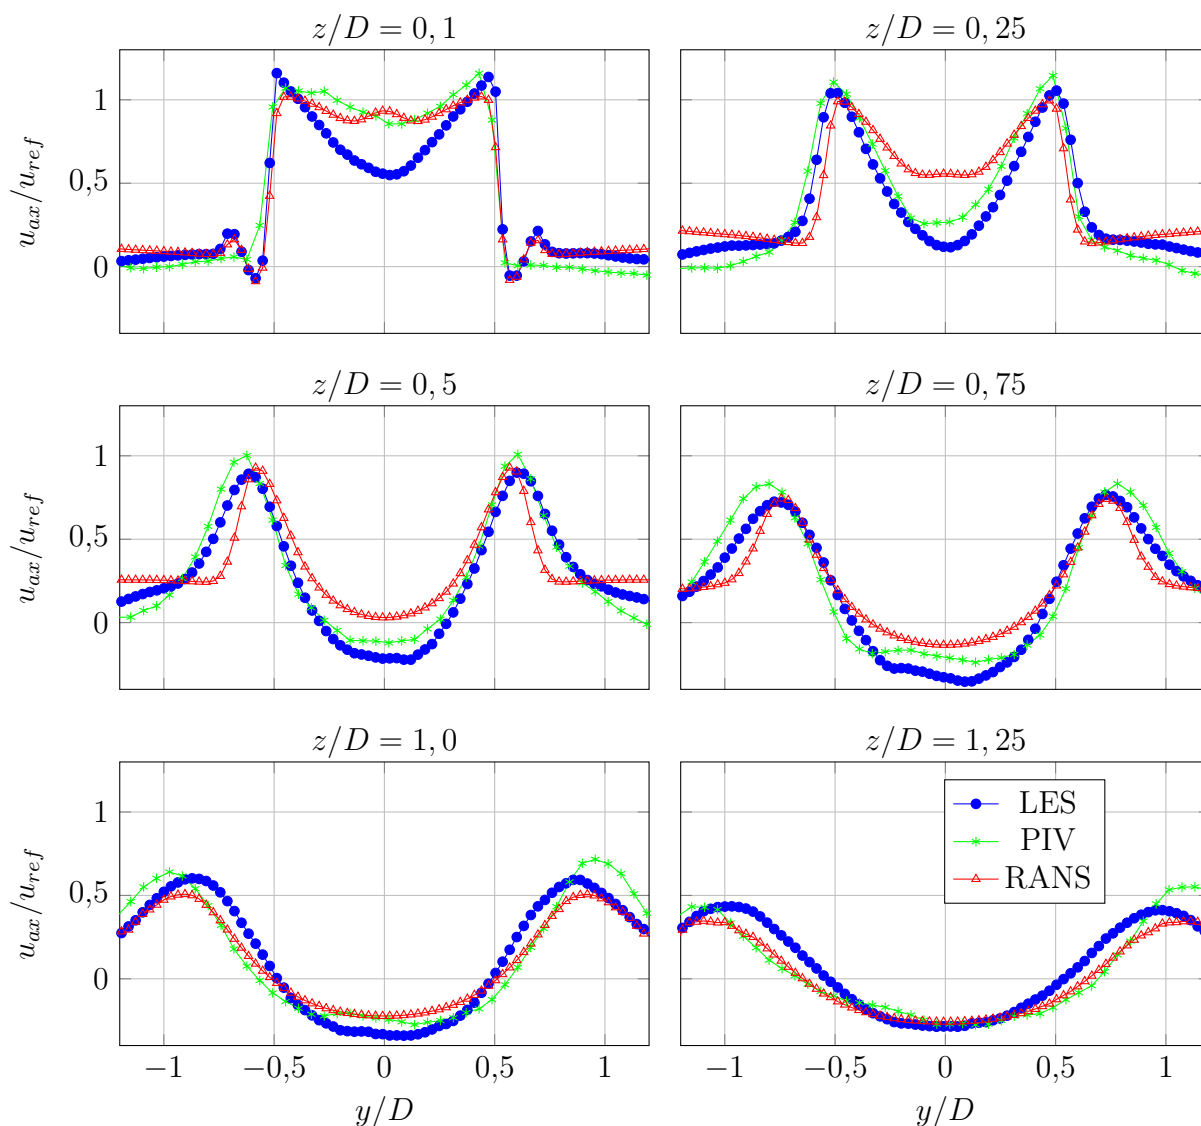 z/D = 0, 1
z/D = 0, 25
u_ax/u_ref
1
0,5
0
z/D = 0, 5
z/D = 0, 75
u_ax/u_ref
1
0,5
0
z/D = 1, 0
z/D = 1, 25
u_ax/u_ref
1
0,5
0
LES
PIV
RANS
−1 −0,5 0 0,5 1
−1 −0,5 0 0,5 1
y/D
y/D